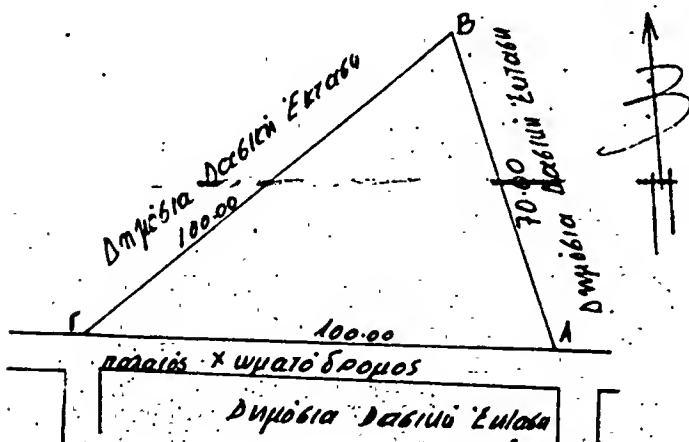 Β
Δημόσια Δασική Έκταση
100.00
70.00
Δημόσια Δασική Έκταση
Β
Γ
100.00
Α
παλαιός χωματόδρομος
Δημόσια Δασική Έκταση